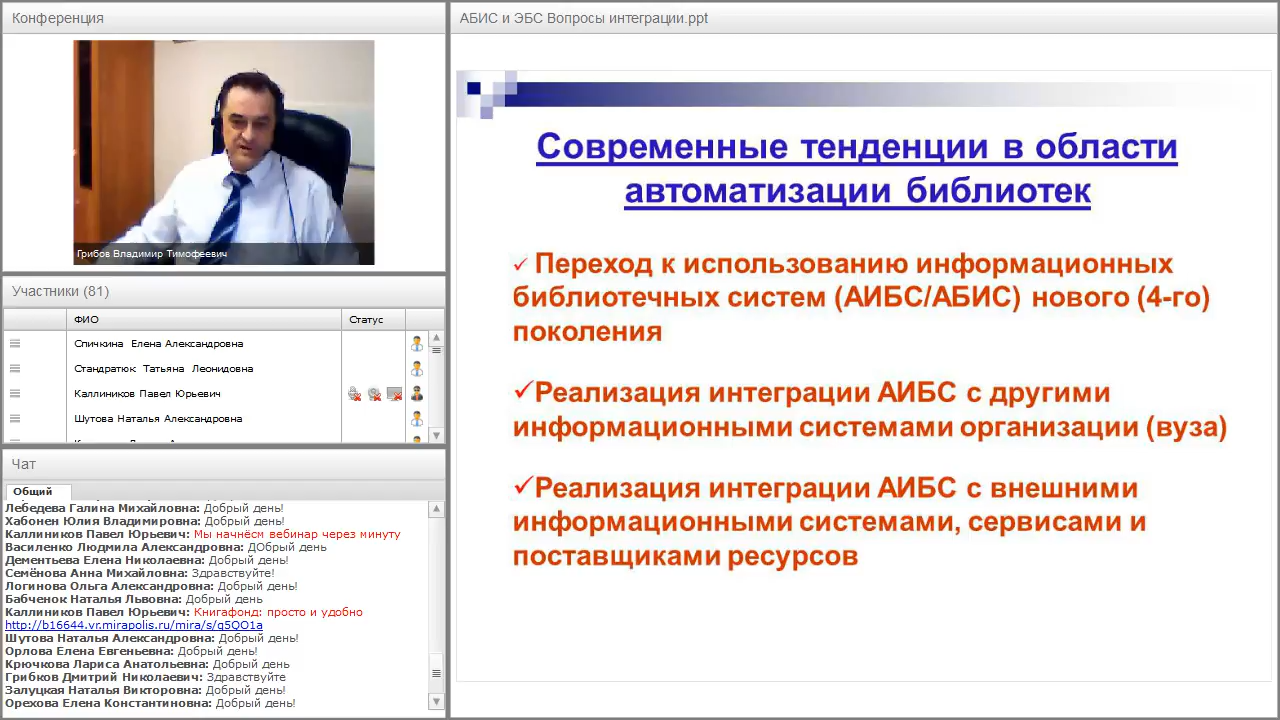 Конференция
Грибов Владимир Тимофеевич
Участники (81)
ФИО
Статус
Спичкина Елена Александровна
Стандратюк Татьяна Леонидовна
Каллиников Павел Юрьевич
Шутова Наталья Александровна
Чат
Общий
Лебедева Галина Михайловна: Добрый день!
Хабонен Юлия Владимировна: Добрый день!
Каллиников Павел Юрьевич: Мы начнём вебинар через минуту
Василенко Людмила Александровна: ДОбрый день
Дементьева Елена Николаевна: Добрый день!
Семёнова Анна Михайловна: Здравствуйте!
Логинова Ольга Александровна: Добрый день!
Бабченок Наталья Львовна: Добрый день
Каллиников Павел Юрьевич: Книгафонд: просто и удобно
http://b16644.vr.mirapolis.ru/mira/s/q5QO1a
Шутова Наталья Александровна: Добрый день!
Орлова Елена Евгеньевна: Добрый день!
Крючкова Лариса Анатольевна: Добрый день
Грибков Дмитрий Николаевич: Здравствуйте
Залуцкая Наталья Викторовна: Добрый день!
Орехова Елена Константиновна: Добрый день!
АБИС и ЭБС Вопросы интеграции.ppt
Современные тенденции в области
автоматизации библиотек
✓ Переход к использованию информационных
библиотечных систем (АИБС/АБИС) нового (4-го)
поколения
✓Реализация интеграции АИБС с другими
информационными системами организации (вуза)
✓Реализация интеграции АИБС с внешними
информационными системами, сервисами и
поставщиками ресурсов